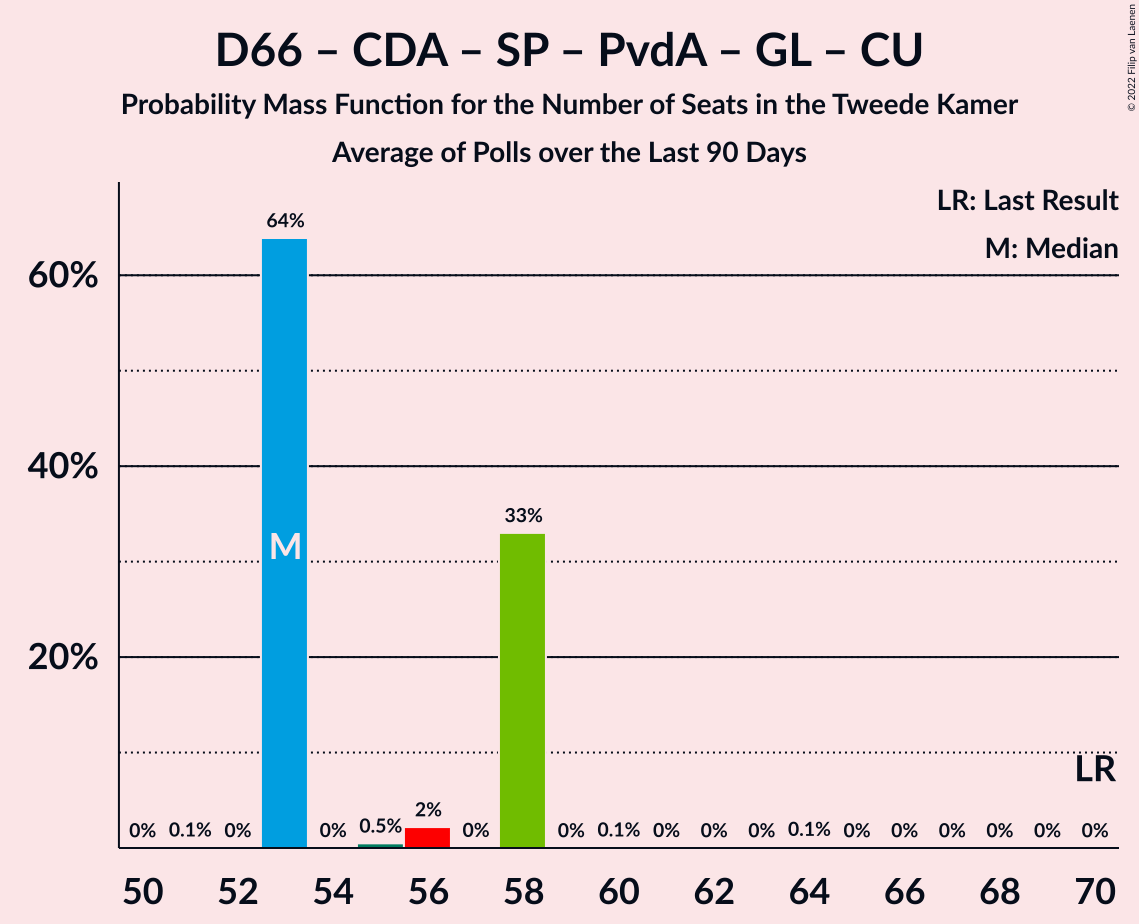 D66 – CDA – SP – PvdA – GL – CU
Probability Mass Function for the Number of Seats in the Tweede Kamer
Average of Polls over the Last 90 Days
© 2022 Filip van Laenen
LR: Last Result
M: Median
60%
40%
20%
64%
M
33%
LR
0% 0.1% 0% 0% 0.5% 2% 0% 0% 0.1% 0% 0% 0% 0.1% 0% 0% 0% 0% 0%
50 52 54 56 58 60 62 64 66 68 70